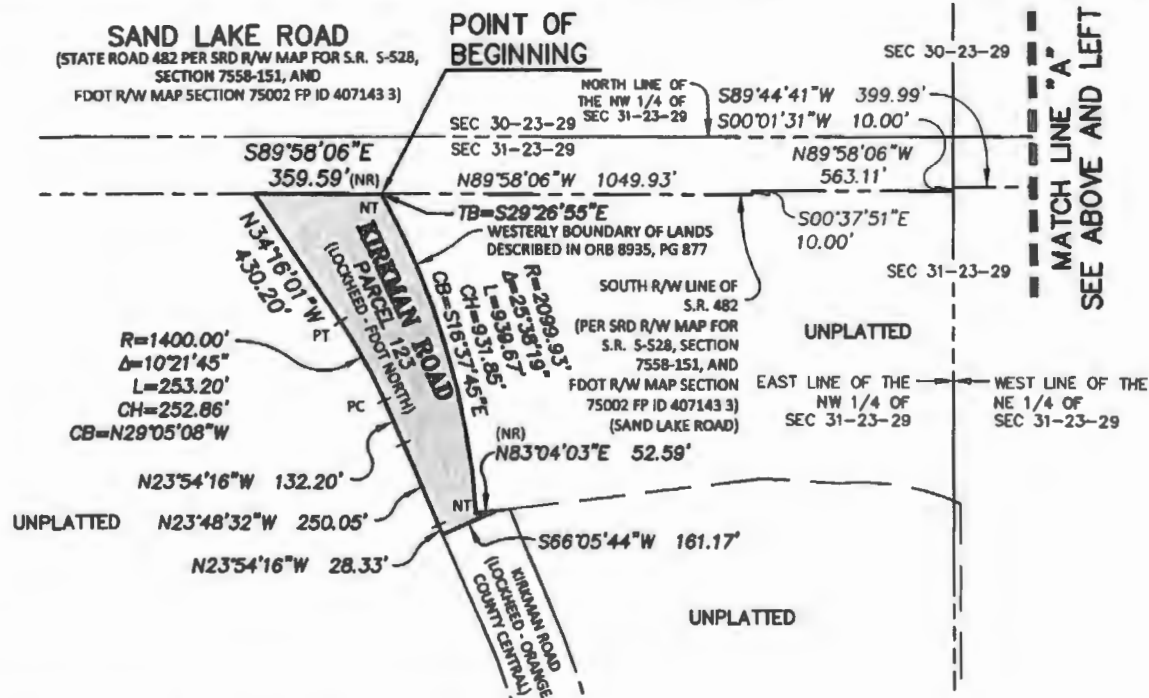 SAND LAKE ROAD
(STATE ROAD 482 PER SRD R/W MAP FOR S.R. S-528,
SECTION 7558-151, AND
FDOT R/W MAP SECTION 75002 FP ID 407143 3)
POINT OF
BEGINNING
NORTH LINE OF
THE NW 1/4 OF
SEC 31-23-29
SEC 30-23-29
SEC 31-23-29
SEC 30-23-29
S89°44'41"W 399.99'
S00°01'31"W 10.00'
N89°58'06"W
563.11'
MATCH LINE "A"
SEE ABOVE AND LEFT
S89°58'06"E
359.59' (NR)
N89°58'06"W 1049.93'
S00°37'51"E
10.00'
NT
TB=S29°26'55"E
WESTERLY BOUNDARY OF LANDS
DESCRIBED IN ORB 8935, PG 877
SEC 31-23-29
N34°16'01"W
430.20'
PT
KIRKMAN ROAD
PARCEL 123
(LOCKHEED - FOOT NORTH)
R=2099.93'
Δ=25°38'19"
L=939.67'
CH=931.85'
CB=S16°37'45"E
SOUTH R/W LINE OF
S.R. 482
(PER SRD R/W MAP FOR
S.R. S-528, SECTION
7558-151, AND
FDOT R/W MAP SECTION
75002 FP ID 407143 3)
(SAND LAKE ROAD)
UNPLATTED
EAST LINE OF THE
NW 1/4 OF
SEC 31-23-29
WEST LINE OF THE
NE 1/4 OF
SEC 31-23-29
R=1400.00'
Δ=10°21'45"
L=253.20'
CH=252.86'
CB=N29°05'08"W
PC
(NR)
N83°04'03"E 52.59'
N23°54'16"W 132.20'
UNPLATTED
N23°48'32"W 250.05'
NT
N23°54'16"W 28.33'
S66°05'44"W 161.17'
KIRKMAN ROAD
(LOCKHEED - ORANGE
COUNTY CENTRAL)
UNPLATTED